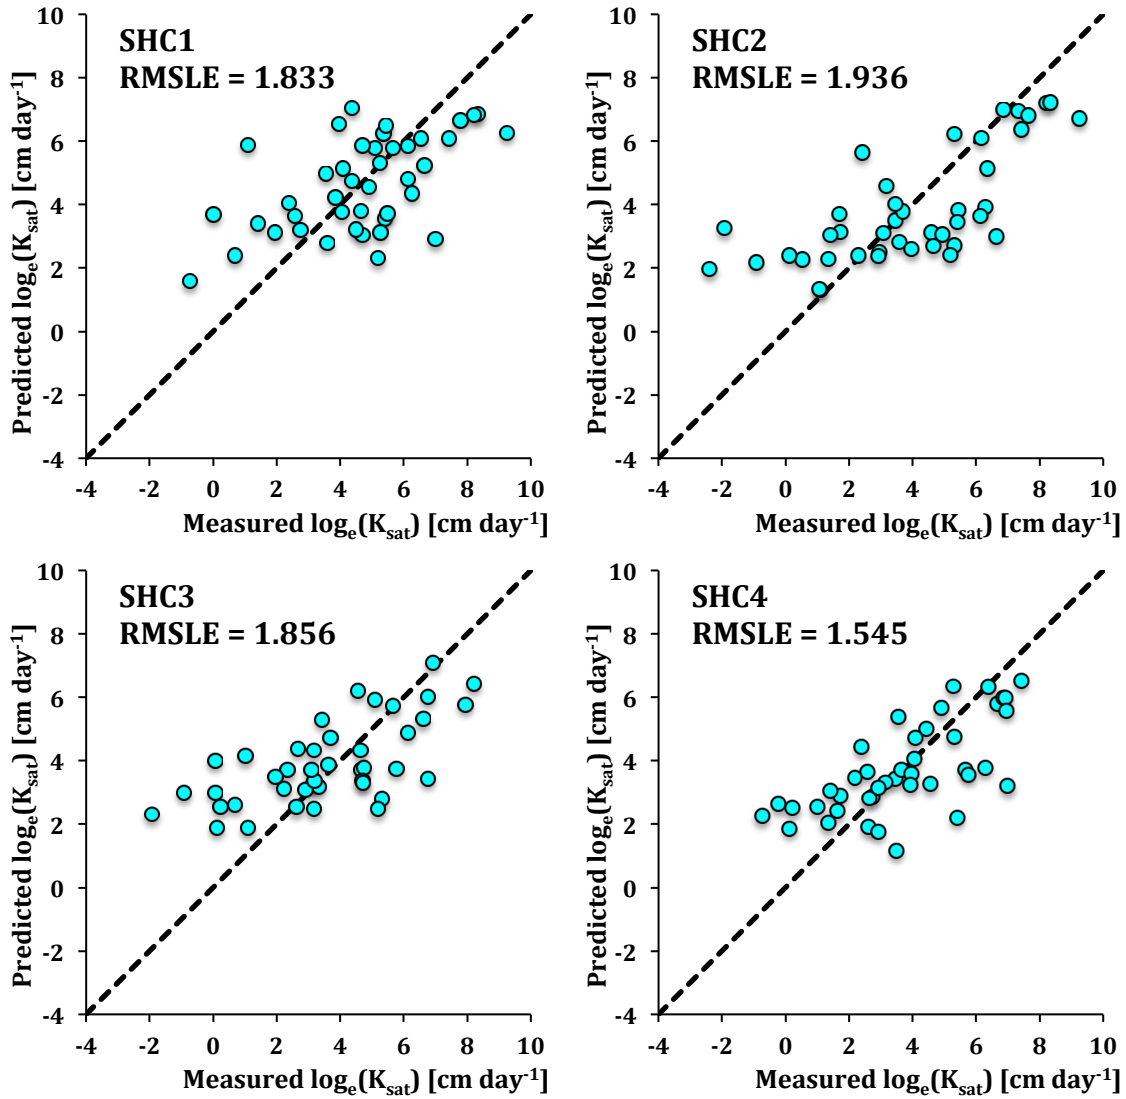 SHC1
RMSLE = 1.833
Predicted logₑ(Kₛₐₜ) [cm day⁻¹]
10
8
6
4
2
0
-2
-4
-4 -2 0 2 4 6 8 10
Measured logₑ(Kₛₐₜ) [cm day⁻¹]
SHC2
RMSLE = 1.936
Predicted logₑ(Kₛₐₜ) [cm day⁻¹]
10
8
6
4
2
0
-2
-4
-4 -2 0 2 4 6 8 10
Measured logₑ(Kₛₐₜ) [cm day⁻¹]
SHC3
RMSLE = 1.856
Predicted logₑ(Kₛₐₜ) [cm day⁻¹]
10
8
6
4
2
0
-2
-4
-4 -2 0 2 4 6 8 10
Measured logₑ(Kₛₐₜ) [cm day⁻¹]
SHC4
RMSLE = 1.545
Predicted logₑ(Kₛₐₜ) [cm day⁻¹]
10
8
6
4
2
0
-2
-4
-4 -2 0 2 4 6 8 10
Measured logₑ(Kₛₐₜ) [cm day⁻¹]